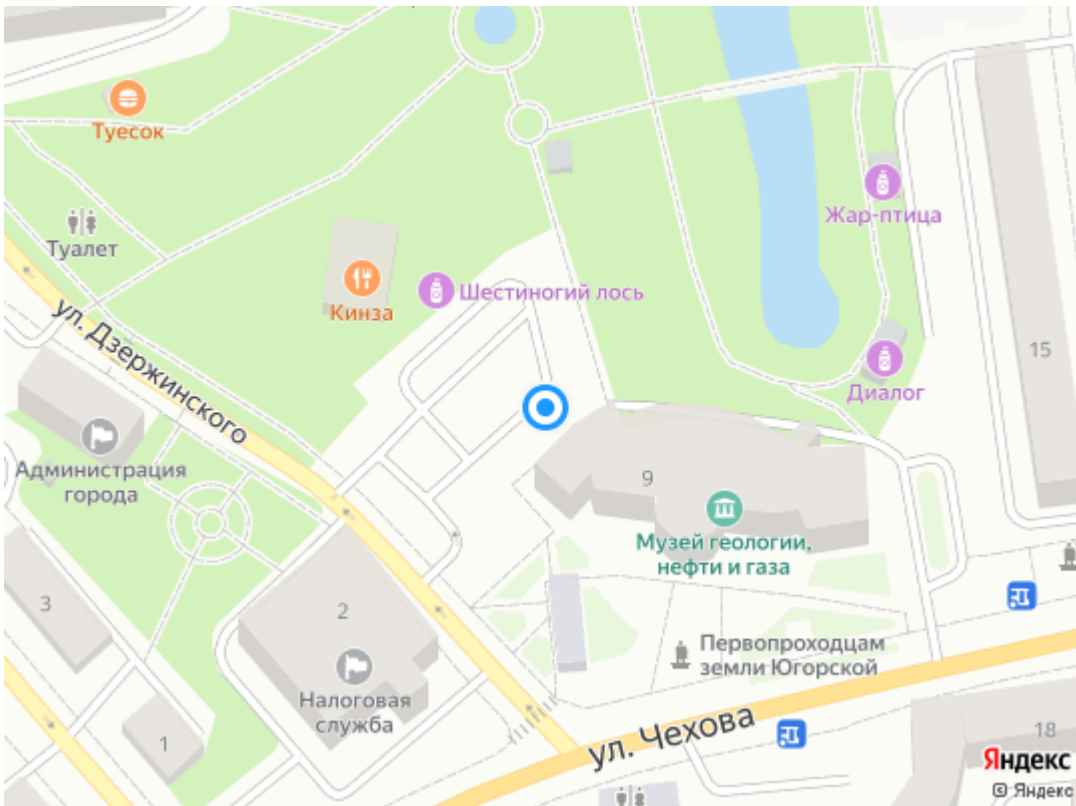 Туесок
Жар-птица
Туалет
Шестиногий лось
Кинза
ул. Дзержинского
15
Диалог
Администрация
города
9
Музей геологии,
нефти и газа
3
2
Первопроходцам
земли Югорской
Налоговая
служба
1
ул. Чехова
18
Яндекс
© Яндекс